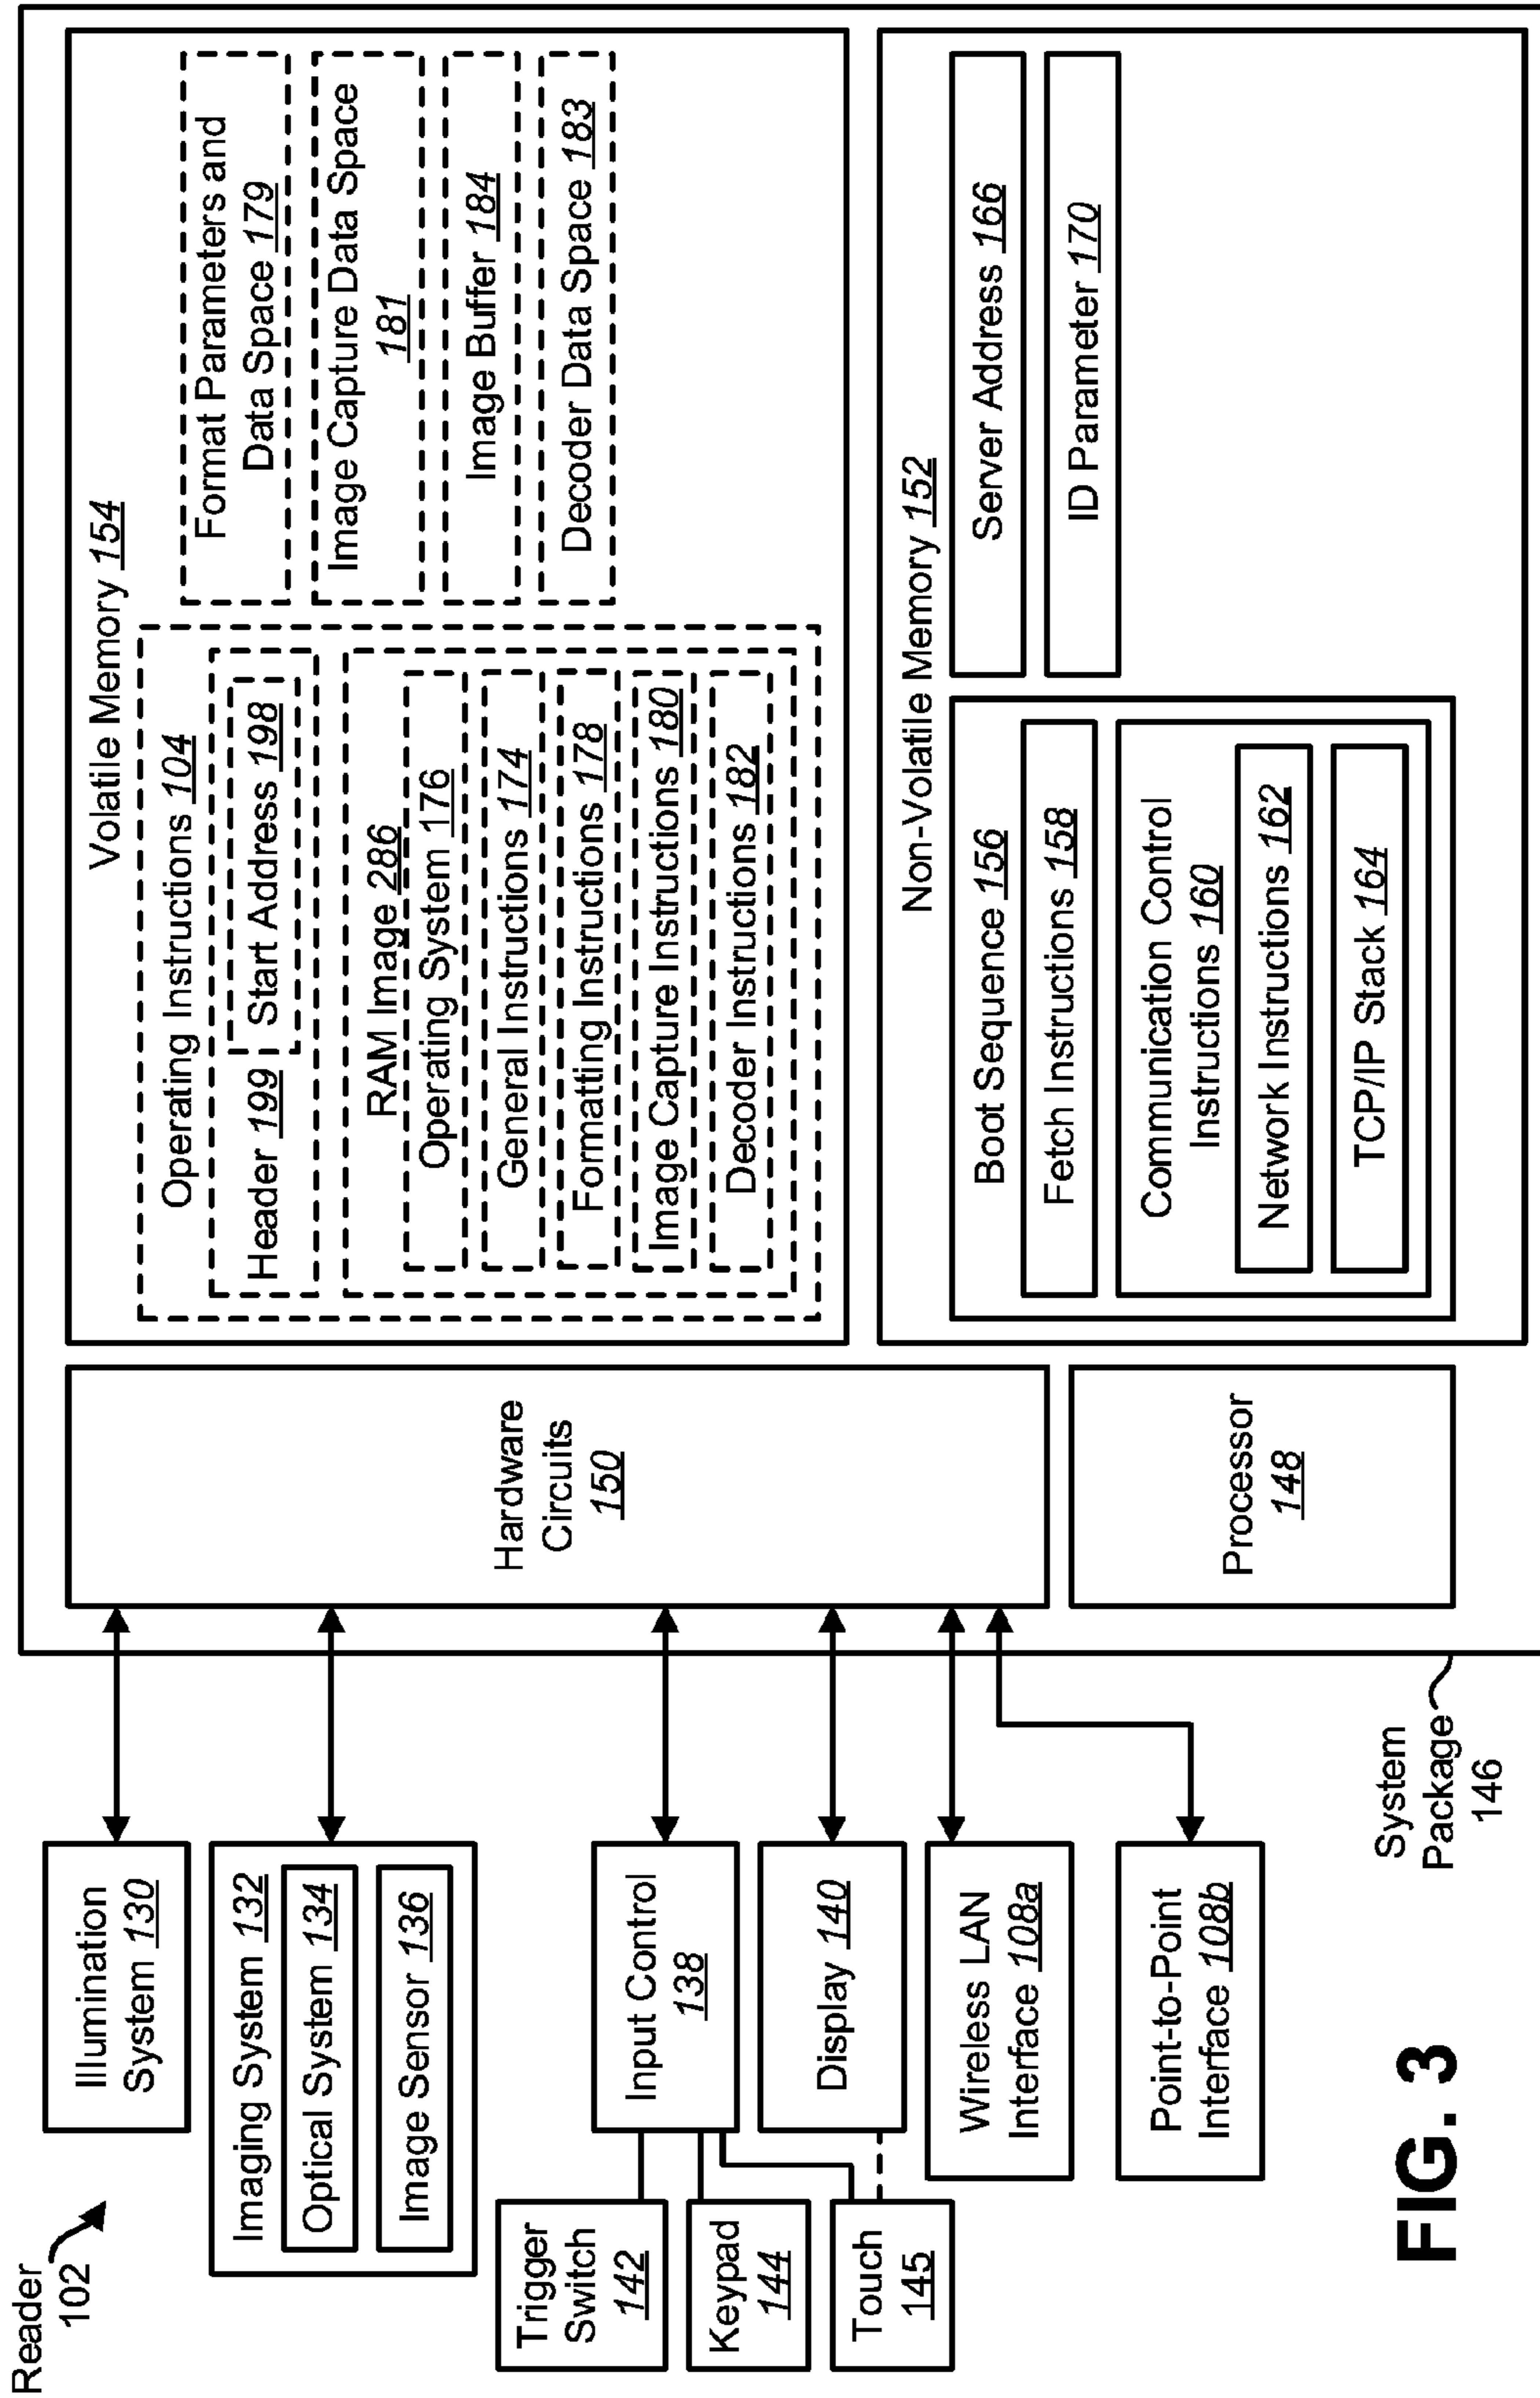 Reader
102
Illumination
System 130
Imaging System 132
Optical System 134
Image Sensor 136
Trigger
Switch
142
Keypad
144
Touch
145
Input Control
138
Display 140
Wireless LAN
Interface 108a
Point-to-Point
Interface 108b
System
Package
146
Hardware
Circuits
150
Processor
148
Volatile Memory 154
Operating Instructions 104
Header 199
Start Address 198
RAM Image 286
Operating System 176
General Instructions 174
Formatting Instructions 178
Image Capture Instructions 180
Decoder Instructions 182
Format Parameters and
Data Space 179
Image Capture Data Space
181
Image Buffer 184
Decoder Data Space 183
Non-Volatile Memory 152
Boot Sequence 156
Fetch Instructions 158
Communication Control
Instructions 160
Network Instructions 162
TCP/IP Stack 164
Server Address 166
ID Parameter 170
FIG. 3